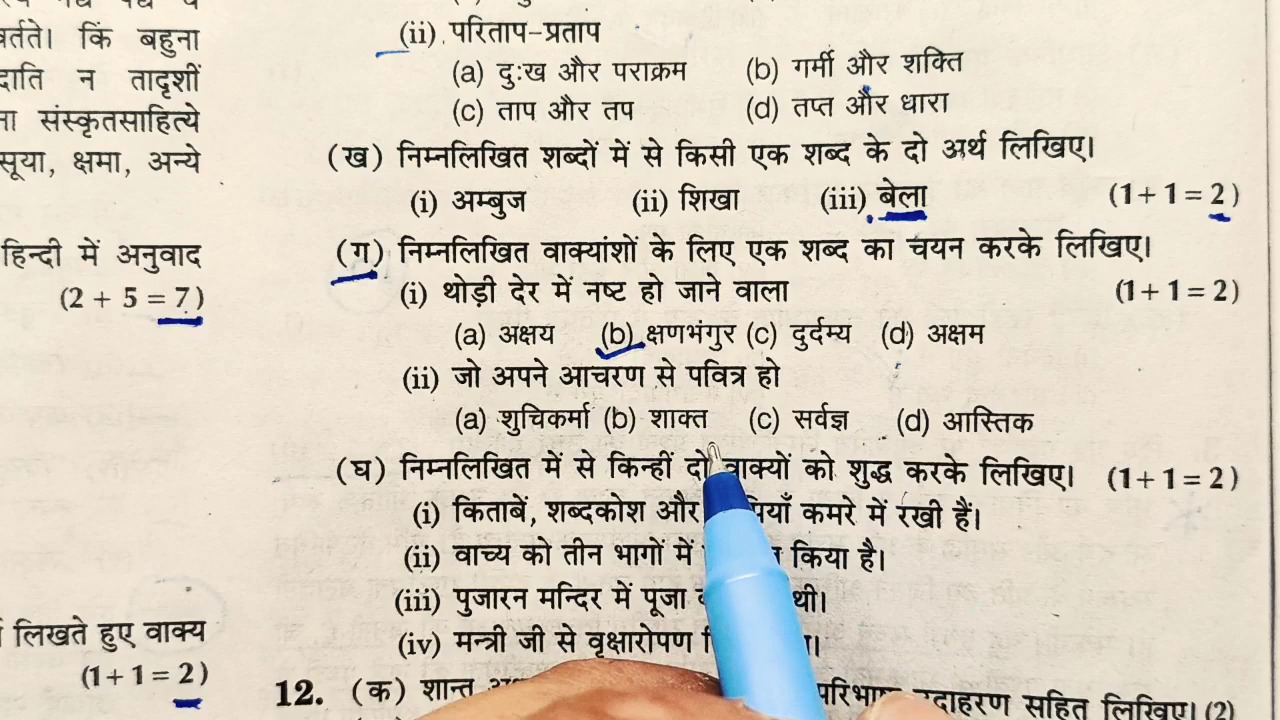 वर्तते। किं बहुना
दाति न तादृशीं
ना संस्कृतसाहित्ये
सूया, क्षमा, अन्ये
हिन्दी में अनुवाद
(2 + 5 = 7)
लिखते हुए वाक्य
(1 + 1 = 2)
(ii) परिताप-प्रताप
(a) दुःख और पराक्रम (b) गर्मी और शक्ति
(c) ताप और तप (d) तप्त और धारा
(ख) निम्नलिखित शब्दों में से किसी एक शब्द के दो अर्थ लिखिए।
(i) अम्बुज (ii) शिखा (iii) बेला (1 + 1 = 2)
(ग) निम्नलिखित वाक्यांशों के लिए एक शब्द का चयन करके लिखिए।
(i) थोड़ी देर में नष्ट हो जाने वाला (1 + 1 = 2)
(a) अक्षय (b) क्षणभंगुर (c) दुर्दम्य (d) अक्षम
(ii) जो अपने आचरण से पवित्र हो
(a) शुचिकर्मा (b) शाक्त (c) सर्वज्ञ (d) आस्तिक
(घ) निम्नलिखित में से किन्हीं दो वाक्यों को शुद्ध करके लिखिए। (1 + 1 = 2)
(i) किताबें, शब्दकोश और कमरे में रखी हैं।
(ii) वाच्य को तीन भागों में किया है।
(iii) पुजारन मन्दिर में पूजा थी।
(iv) मन्त्री जी से वृक्षारोपण
12. (क) शान्त उदाहरण सहित लिखिए। (2)